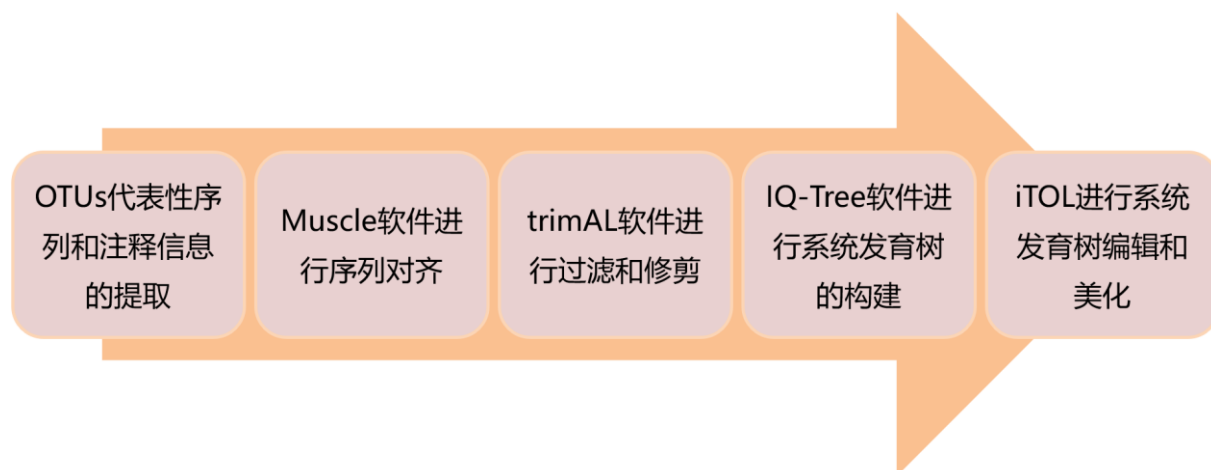 OTUs代表性序
列和注释信息
的提取
Muscle软件进
行序列对齐
trimAL软件进
行过滤和修剪
IQ-Tree软件进
行系统发育树
的构建
iTOL进行系统
发育树编辑和
美化